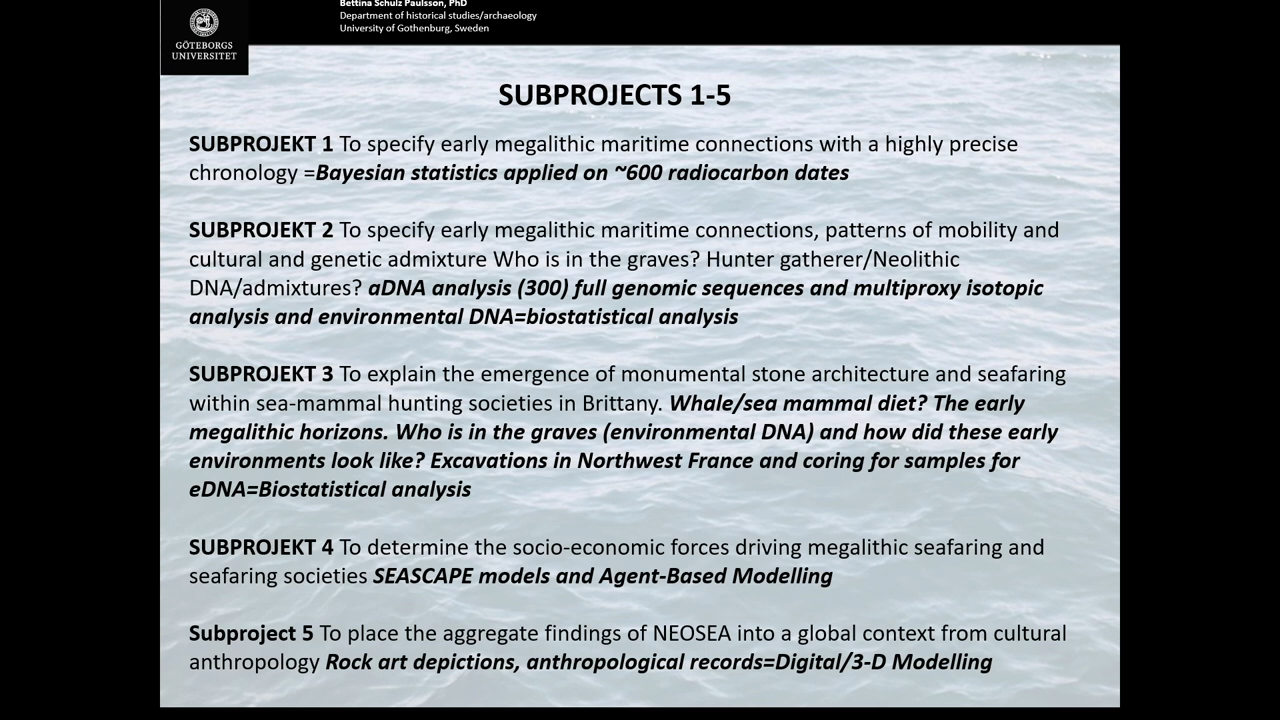 Bettina Schulz Paulsson, PhD
Department of historical studies/archaeology
University of Gothenburg, Sweden
GÖTEBORGS
UNIVERSITET
SUBPROJECTS 1-5
SUBPROJEKT 1 To specify early megalithic maritime connections with a highly precise
chronology =Bayesian statistics applied on ~600 radiocarbon dates
SUBPROJEKT 2 To specify early megalithic maritime connections, patterns of mobility and
cultural and genetic admixture Who is in the graves? Hunter gatherer/Neolithic
DNA/admixtures? aDNA analysis (300) full genomic sequences and multiproxy isotopic
analysis and environmental DNA=biostatistical analysis
SUBPROJEKT 3 To explain the emergence of monumental stone architecture and seafaring
within sea-mammal hunting societies in Brittany. Whale/sea mammal diet? The early
megalithic horizons. Who is in the graves (environmental DNA) and how did these early
environments look like? Excavations in Northwest France and coring for samples for
eDNA=Biostatistical analysis
SUBPROJEKT 4 To determine the socio-economic forces driving megalithic seafaring and
seafaring societies SEASCAPE models and Agent-Based Modelling
Subproject 5 To place the aggregate findings of NEOSEA into a global context from cultural
anthropology Rock art depictions, anthropological records=Digital/3-D Modelling